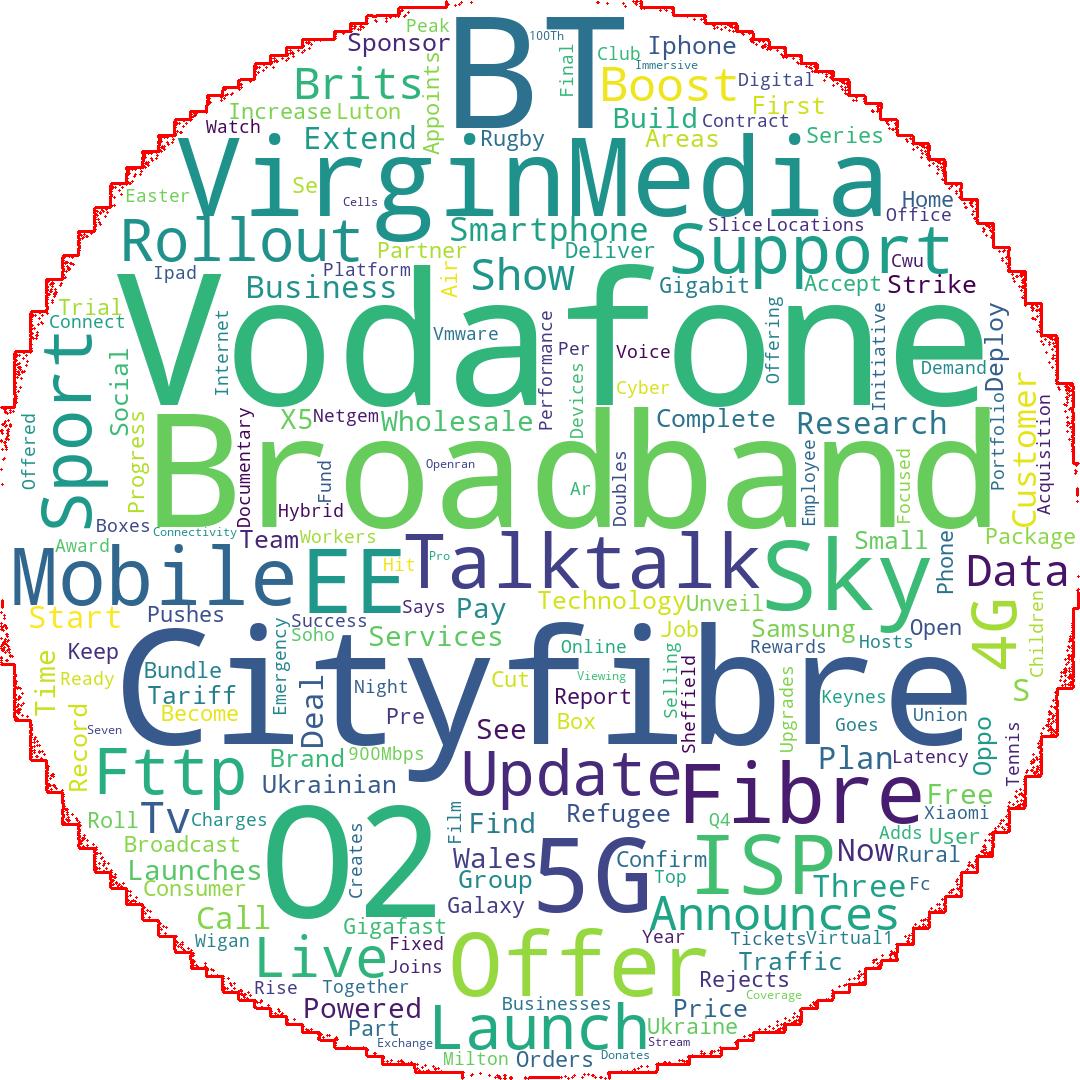 Peak
BT
100Th
Sponsor
Final
Club
Iphone
Immersive
Brits
Appoints
Boost
Digital
Increase
Luton
Build
Contract
First
Watch
Extend
Rugby
Areas
Series
VirginMedia
Easter
Se
Cells
Home
Office
Rollout
Partner
Smartphone
Deliver
Slice
Locations
Support
Ipad
Platform
Air
Show
Cwu
Business
Gigabit
Accept
Strike
Trial
Connect
Vodafone
Internet
Vmware
Performance
Per
Voice
Offering
Initiative
Demand
Deploy
Sport
Social
Devices
Cyber
X5
Netgem
Wholesale
Complete
Research
Portfolio
Customer
Acquisition
Offered
Progress
Documentary
Broadband
Fund
Openran
Ar
Doubles
Employee
Focused
Hybrid
Boxes
Connectivity
Award
Team
Workers
Small
Phone
Package
Mobile
EE
Hit
Talktalk
Pro
Sky
Data
Start
Pushes
Success
Says
Pay
Technology
Unveil
Samsung
Open
4G
Children
Keep
Soho
Services
Online
Job
Rewards
Hosts
Time
Ready
Bundle
Tariff
Become
Emergency
Cityfibre
Deal
Night
Pre
Cut
Viewing
Report
Selling
Sheffield
Upgrades
Keynes
Goes
Union
S
Record
Seven
See
Box
Oppo
Tennis
Fttp
Brand
900Mbps
Ukrainian
Update
Fibre
Plan
Latency
Free
Roll
Tv
Charges
O2
Creates
Film
Find
Refugee
Q4
Xiaomi
Adds
User
Broadcast
Launches
Consumer
Wales
Group
Galaxy
5G
Confirm
Top
ISP
Now
Rural
Three
Fc
Call
Gigafast
Announces
Wigan
Live
Fixed
Joins
Offer
Year
Tickets
Virtual1
Traffic
Rise
Together
Rejects
Coverage
Powered
Businesses
Price
Part
Launch
Ukraine
Exchange
Stream
Milton
Orders
Donates